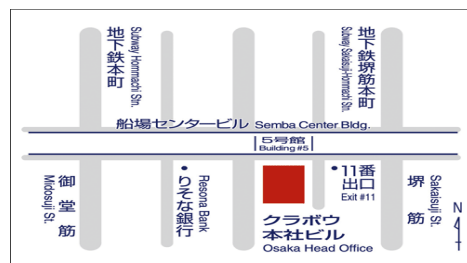 地下鉄本町
Subway Honmachi Stn.
地下鉄堺筋本町
Subway Sakaisuji-Honmachi Stn.
船場センタービル Semba Center Bldg.
5号館
Building #5
御堂筋
Midosuji St.
りそな銀行
Resona Bank
11番
出口
Exit #11
堺筋
Sakaisuji St.
N
クラボウ
本社ビル
Osaka Head Office